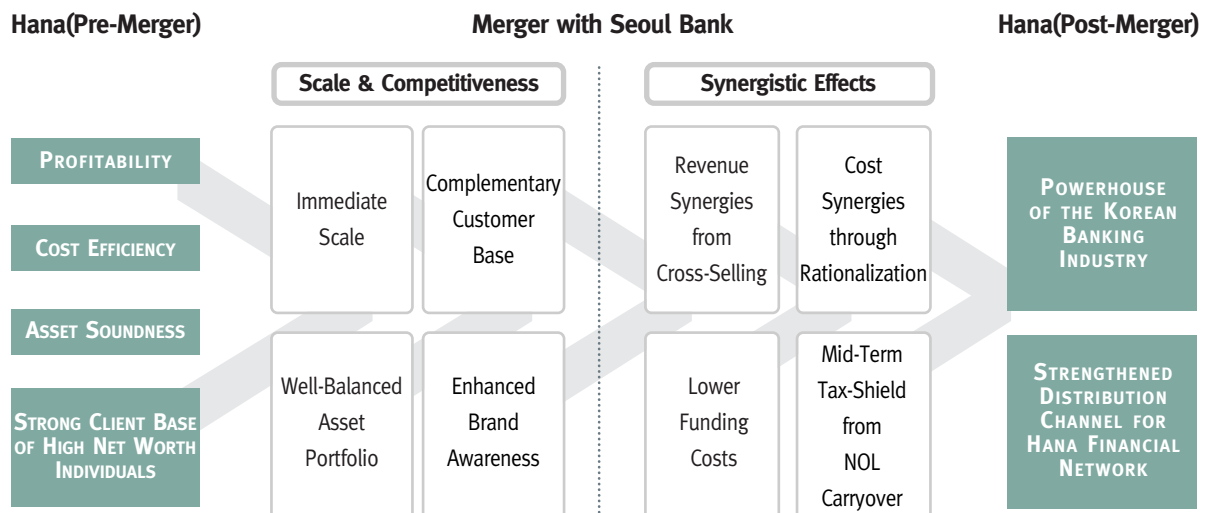 Hana(Pre-Merger)
Merger with Seoul Bank
Hana(Post-Merger)
Scale & Competitiveness
Synergistic Effects
PROFITABILITY
COST EFFICIENCY
ASSET SOUNDNESS
STRONG CLIENT BASE
OF HIGH NET WORTH
INDIVIDUALS
Immediate
Scale
Complementary
Customer
Base
Well-Balanced
Asset
Portfolio
Enhanced
Brand
Awareness
Revenue
Synergies
from
Cross-Selling
Cost
Synergies
through
Rationalization
Lower
Funding
Costs
Mid-Term
Tax-Shield
from
NOL
Carryover
POWERHOUSE
OF THE KOREAN
BANKING
INDUSTRY
STRENGTHENED
DISTRIBUTION
CHANNEL FOR
HANA FINANCIAL
NETWORK